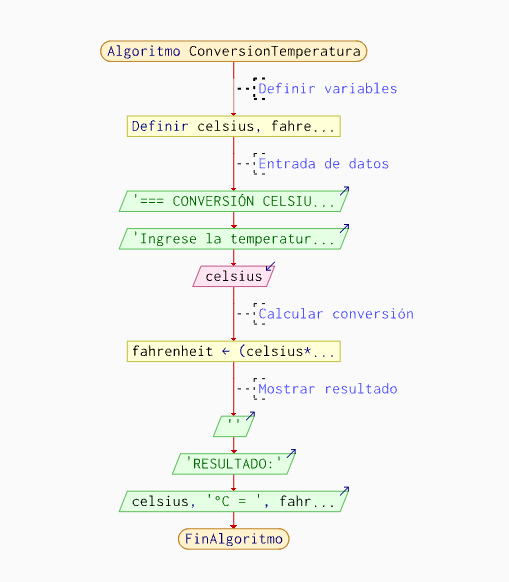 Algoritmo ConversionTemperatura
Definir variables
Definir celsius, fahre...
Entrada de datos
'=== CONVERSIÓN CELSIU...
'Ingrese la temperatur...
celsius
Calcular conversión
fahrenheit ← (celsius*...
Mostrar resultado
''
'RESULTADO:'
celsius, '°C = ', fahr...
FinAlgoritmo